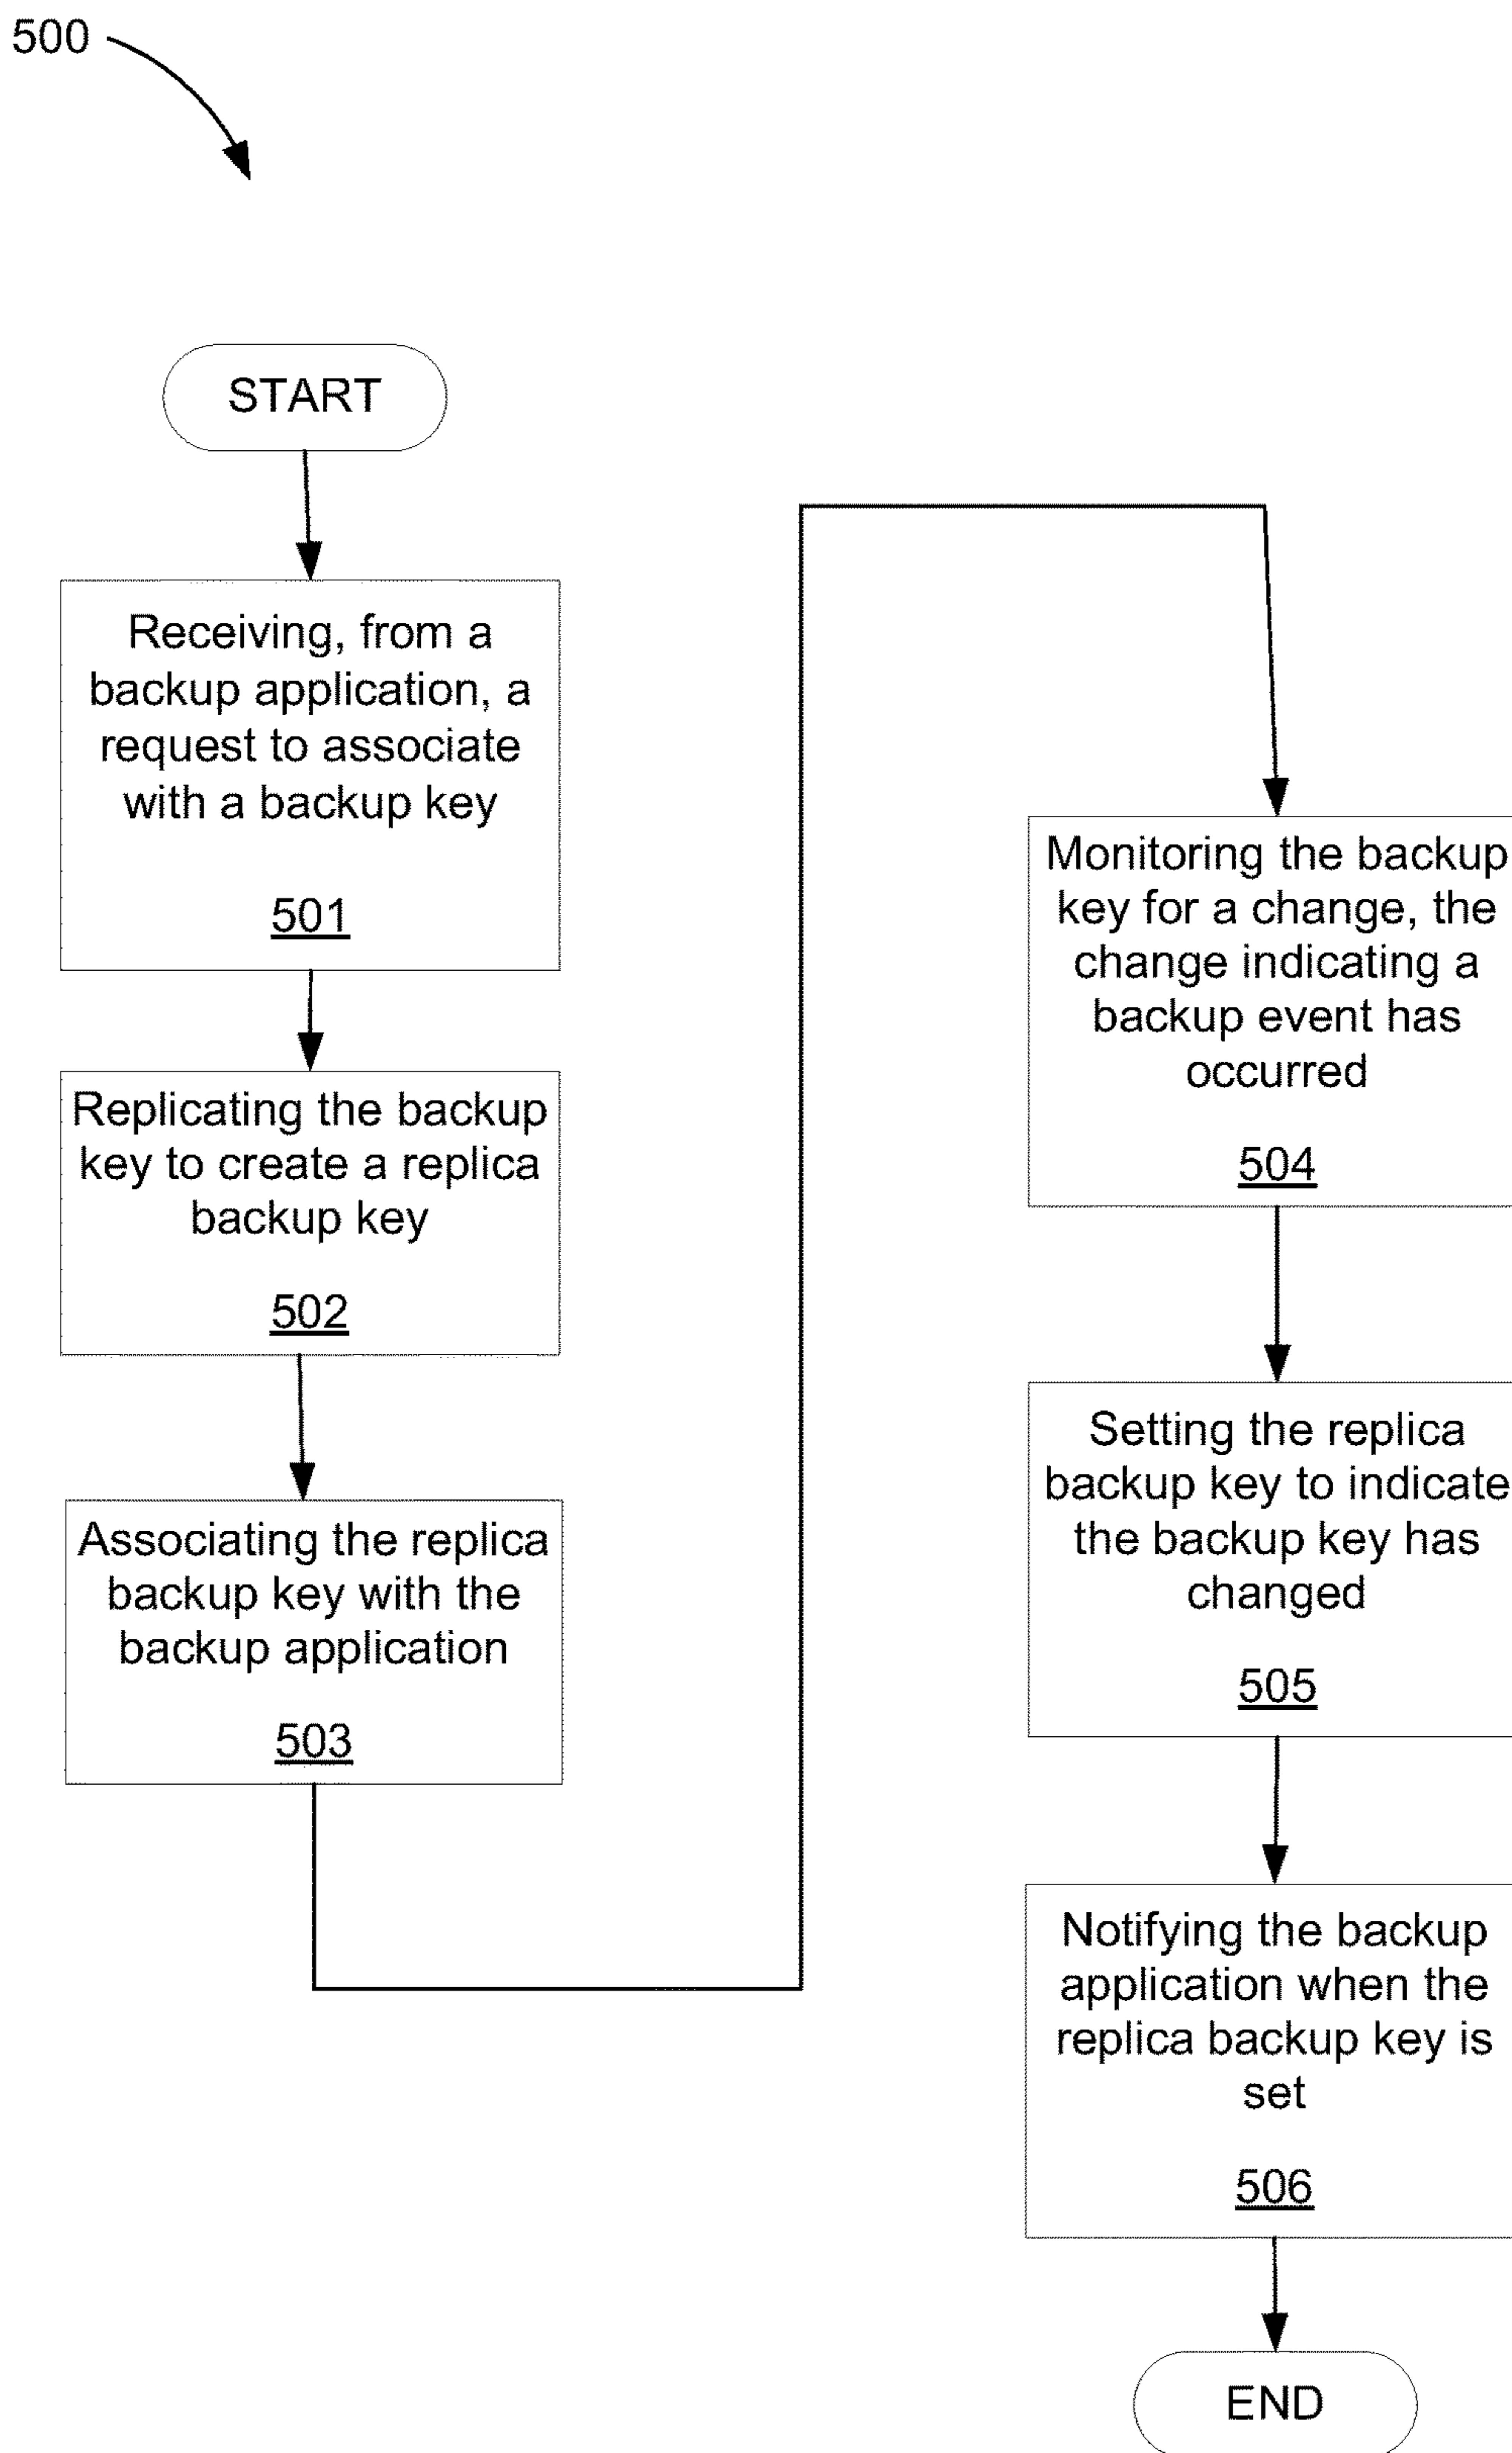 500
START
Receiving, from a
backup application, a
request to associate
with a backup key
501
Replicating the backup
key to create a replica
backup key
502
Associating the replica
backup key with the
backup application
503
Monitoring the backup
key for a change, the
change indicating a
backup event has
occurred
504
Setting the replica
backup key to indicate
the backup key has
changed
505
Notifying the backup
application when the
replica backup key is
set
506
END